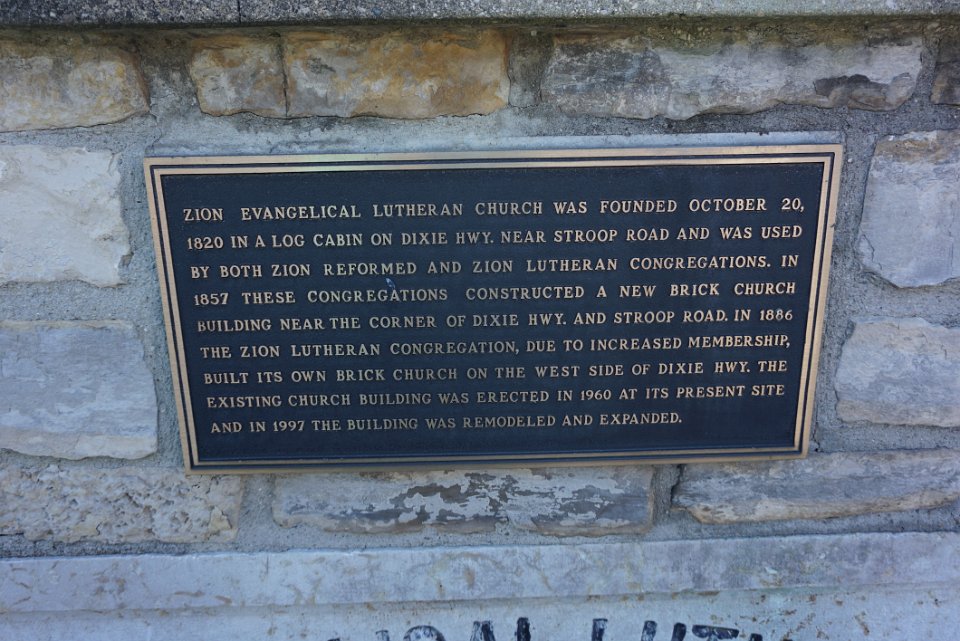 ZION EVANGELICAL LUTHERAN CHURCH WAS FOUNDED OCTOBER 20,
1820 IN A LOG CABIN ON DIXIE HWY. NEAR STROOP ROAD AND WAS USED
BY BOTH ZION REFORMED AND ZION LUTHERAN CONGREGATIONS. IN
1857 THESE CONGREGATIONS CONSTRUCTED A NEW BRICK CHURCH
BUILDING NEAR THE CORNER OF DIXIE HWY. AND STROOP ROAD. IN 1886
THE ZION LUTHERAN CONGREGATION, DUE TO INCREASED MEMBERSHIP,
BUILT ITS OWN BRICK CHURCH ON THE WEST SIDE OF DIXIE HWY. THE
EXISTING CHURCH BUILDING WAS ERECTED IN 1960 AT ITS PRESENT SITE
AND IN 1997 THE BUILDING WAS REMODELED AND EXPANDED.